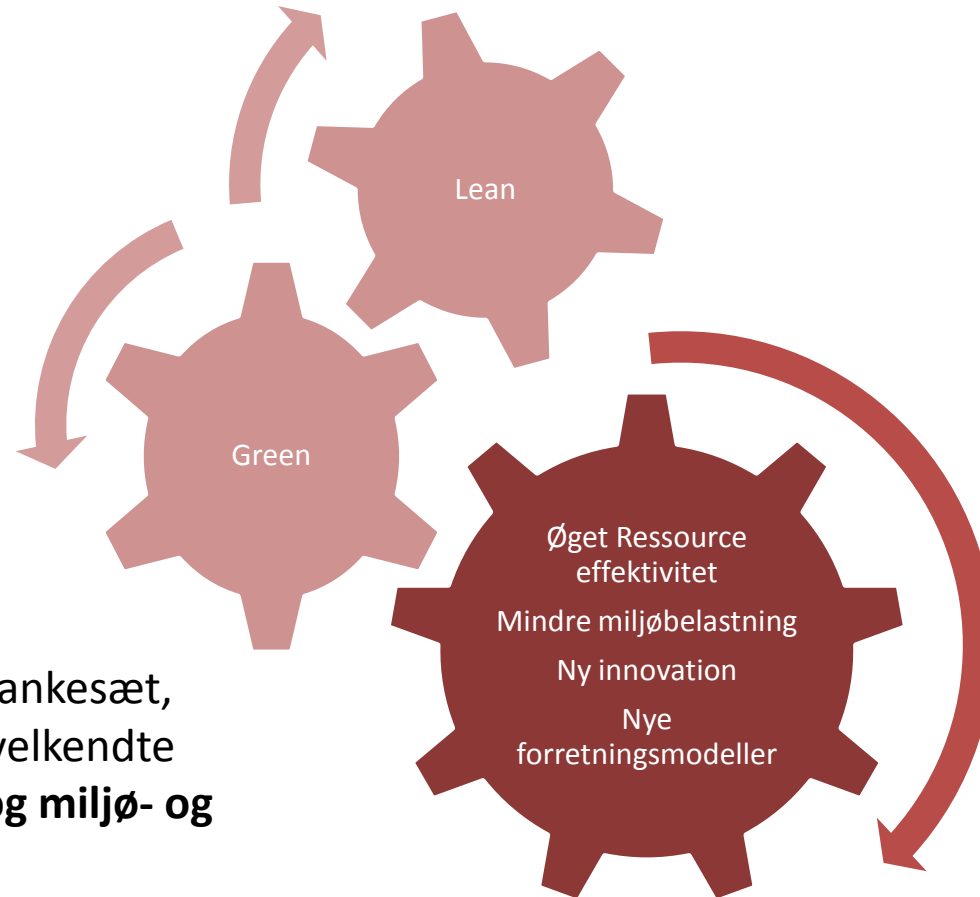 Lean
Green
Øget Ressource
effektivitet
Mindre miljøbelastning
Ny innovation
Nye
forretningsmodeller
ankesæt,
velkendte
og miljø- og